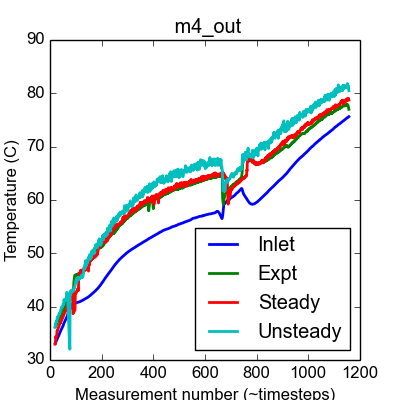 m4_out
90
80
70
60
50
40
30
Temperature (C)
Inlet
Expt
Steady
Unsteady
0 200 400 600 800 1000 1200
Measurement number (~timesteps)